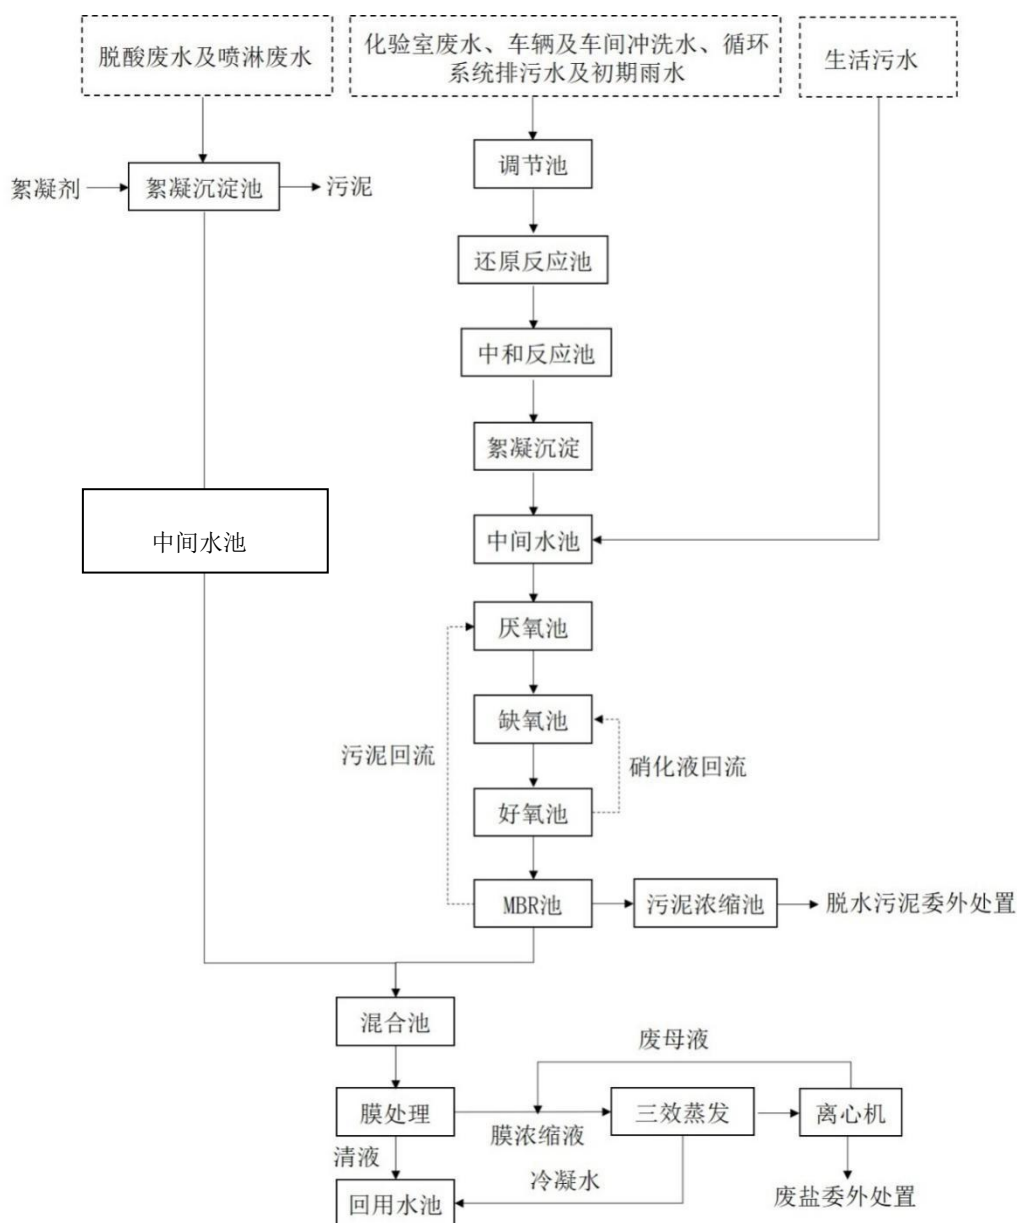 脱酸废水及喷淋废水
化验室废水、车辆及车间冲洗水、循环
系统排污水及初期雨水
生活污水
调节池
絮凝剂
絮凝沉淀池
污泥
还原反应池
中和反应池
絮凝沉淀
中间水池
中间水池
厌氧池
缺氧池
污泥回流
硝化液回流
好氧池
MBR池
污泥浓缩池
脱水污泥委外处置
混合池
废母液
膜处理
三效蒸发
离心机
膜浓缩液
清液
冷凝水
废盐委外处置
回用水池